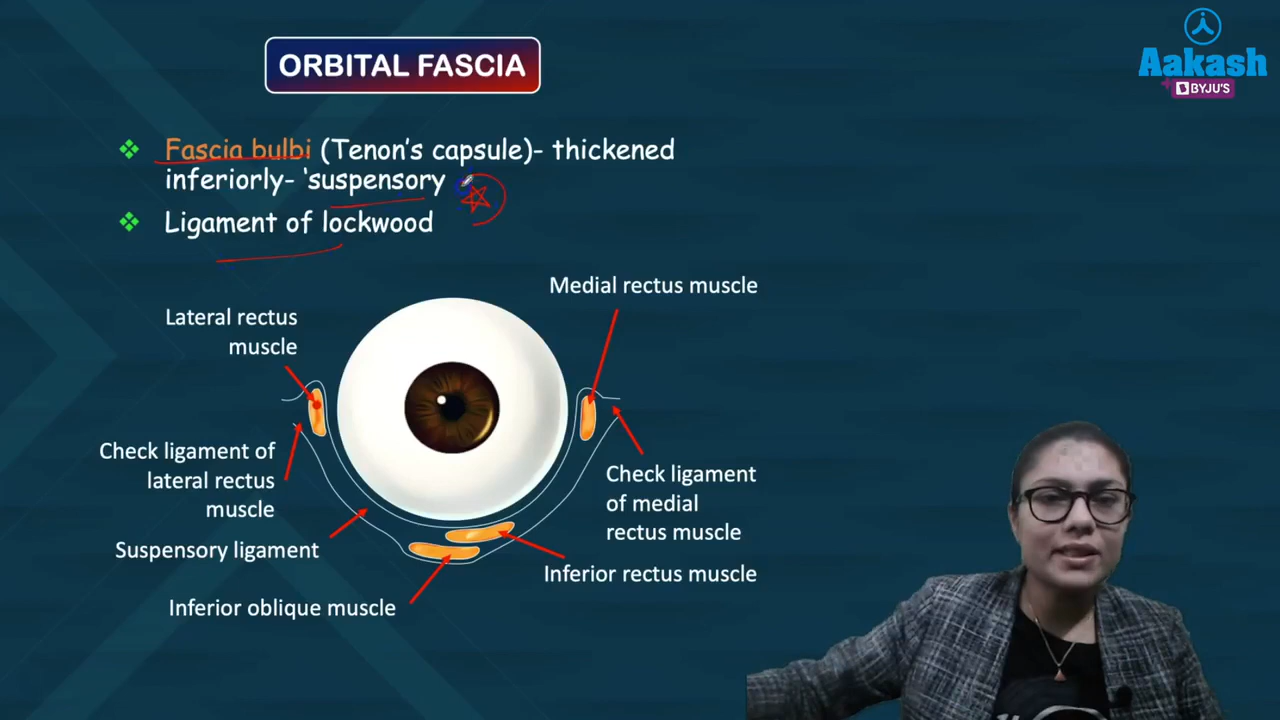 ORBITAL FASCIA
Aakash
BYJU'S
Fascia bulbi (Tenon's capsule)- thickened
inferiorly- 'suspensory
Ligament of lockwood
Medial rectus muscle
Lateral rectus
muscle
Check ligament of
lateral rectus
muscle
Check ligament
of medial
rectus muscle
Suspensory ligament
Inferior rectus muscle
Inferior oblique muscle